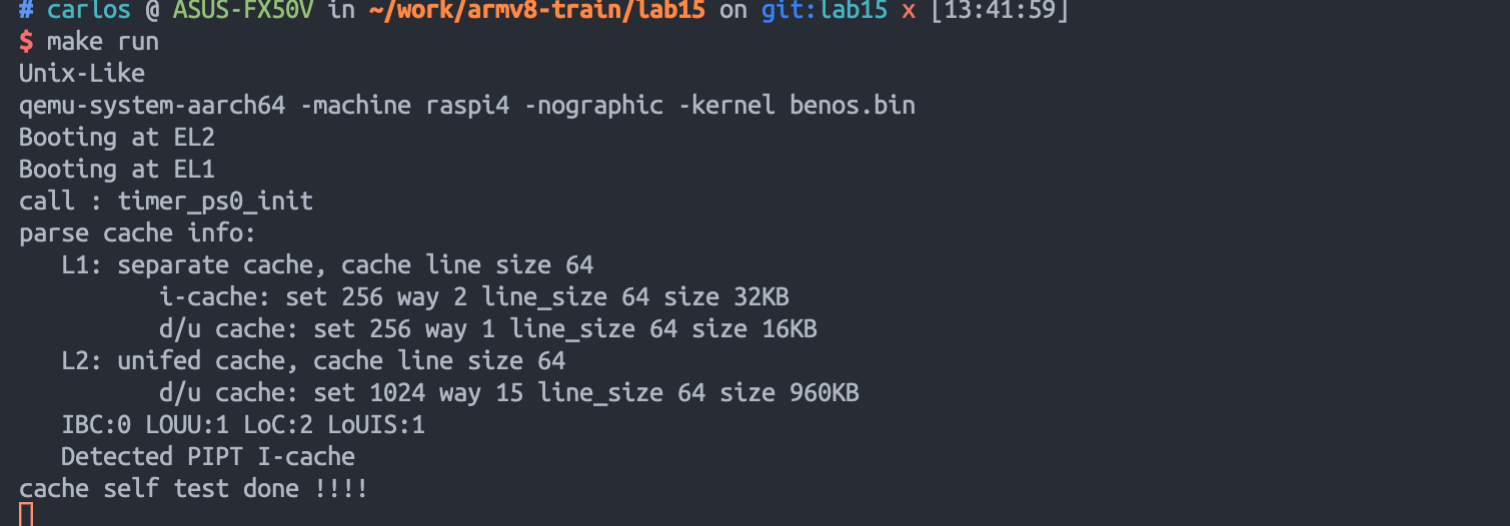 # carlos @ ASUS-FX50V in ~/work/armv8-train/lab15 on git:lab15 x [13:41:59]
$ make run
Unix-Like
qemu-system-aarch64 -machine raspi4 -nographic -kernel benos.bin
Booting at EL2
Booting at EL1
call : timer_ps0_init
parse cache info:
   L1: separate cache, cache line size 64
          i-cache: set 256 way 2 line_size 64 size 32KB
          d/u cache: set 256 way 1 line_size 64 size 16KB
   L2: unifed cache, cache line size 64
          d/u cache: set 1024 way 15 line_size 64 size 960KB
   IBC:0 LOUU:1 LoC:2 LoUIS:1
   Detected PIPT I-cache
cache self test done !!!!